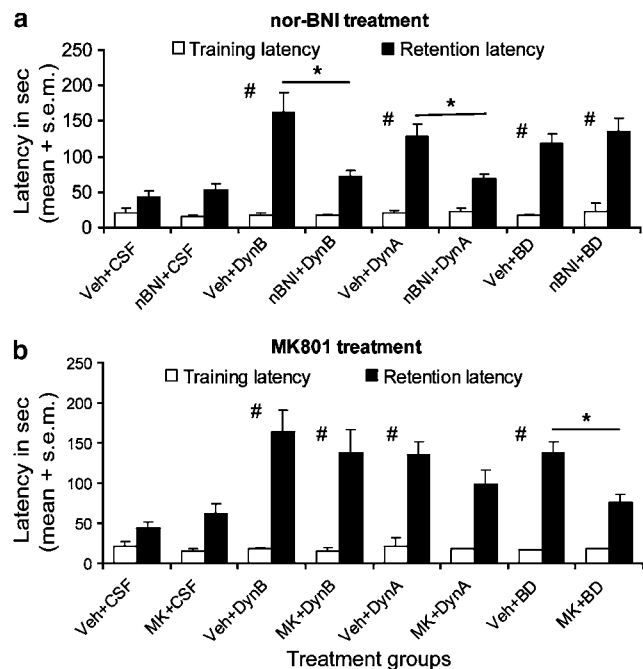 a
nor-BNI treatment
Training latency
Retention latency
Latency in sec
(mean + s.e.m.)
250
200
150
100
50
0
#
*
#
*
#
#
Veh+CSF
nBNI+CSF
Veh+DynB
nBNI+DynB
Veh+DynA
nBNI+DynA
Veh+BD
nBNI+BD
b
MK801 treatment
Training latency
Retention latency
Latency in sec
(mean + s.e.m.)
250
200
150
100
50
0
#
#
#
#
*
Veh+CSF
MK+CSF
Veh+DynB
MK+DynB
Veh+DynA
MK+DynA
Veh+BD
MK+BD
Treatment groups